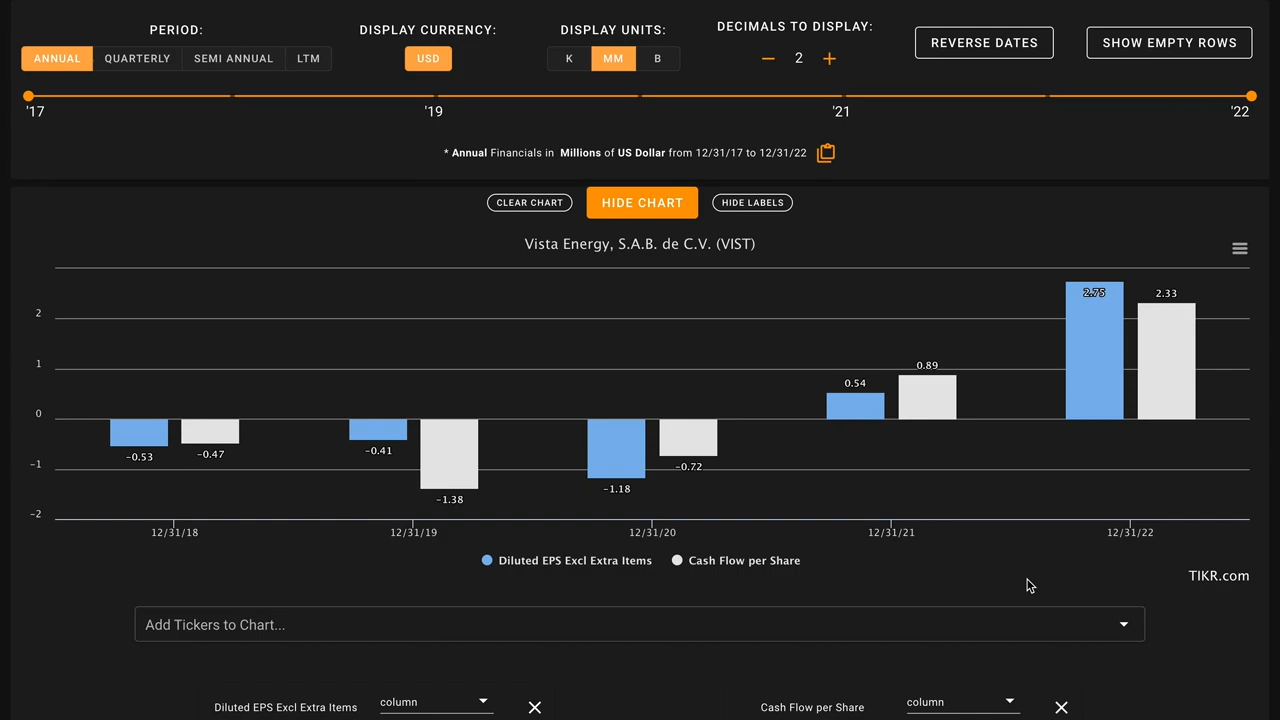 PERIOD:
DISPLAY CURRENCY:
DISPLAY UNITS:
DECIMALS TO DISPLAY:
ANNUAL QUARTERLY SEMI ANNUAL LTM
USD
K MM B
− 2 +
REVERSE DATES
SHOW EMPTY ROWS
'17 '19 '21 '22
* Annual Financials in Millions of US Dollar from 12/31/17 to 12/31/22
CLEAR CHART HIDE CHART HIDE LABELS
Vista Energy, S.A.B. de C.V. (VIST)
2
1
0
-1
-2
-0.53 -0.47
-0.41 -1.38
-1.18 -0.72
0.54 0.89
2.75 2.33
12/31/18 12/31/19 12/31/20 12/31/21 12/31/22
Diluted EPS Excl Extra Items Cash Flow per Share
TIKR.com
Add Tickers to Chart...
Diluted EPS Excl Extra Items column
Cash Flow per Share column